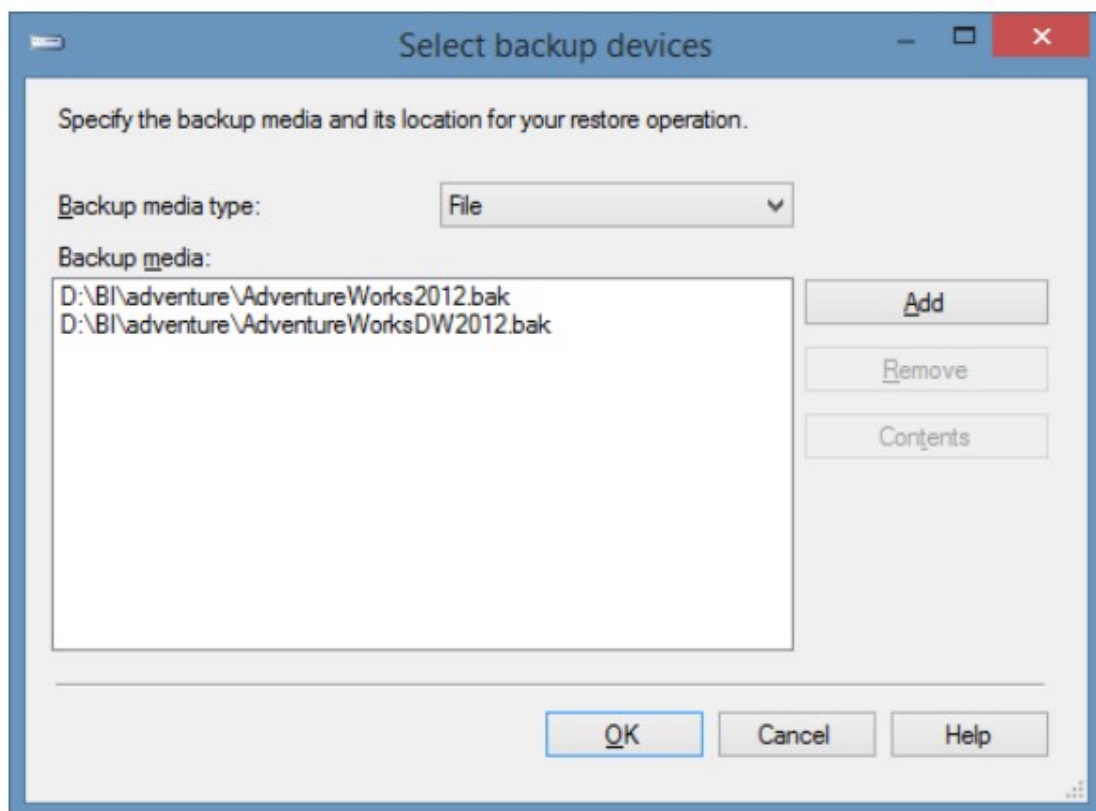 Select backup devices
Specify the backup media and its location for your restore operation.
Backup media type:
File
Backup media:
D:\BI\adventure\AdventureWorks2012.bak
D:\BI\adventure\AdventureWorksDW2012.bak
Add
Remove
Contents
OK
Cancel
Help